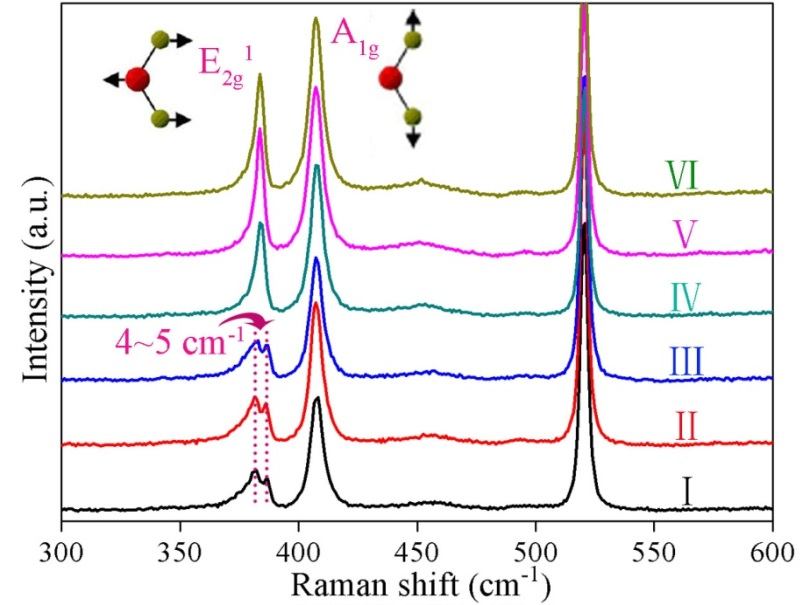 E₂g¹
A₁g
VI
V
IV
4~5 cm⁻¹
III
II
I
Intensity (a.u.)
300 350 400 450 500 550 600
Raman shift (cm⁻¹)